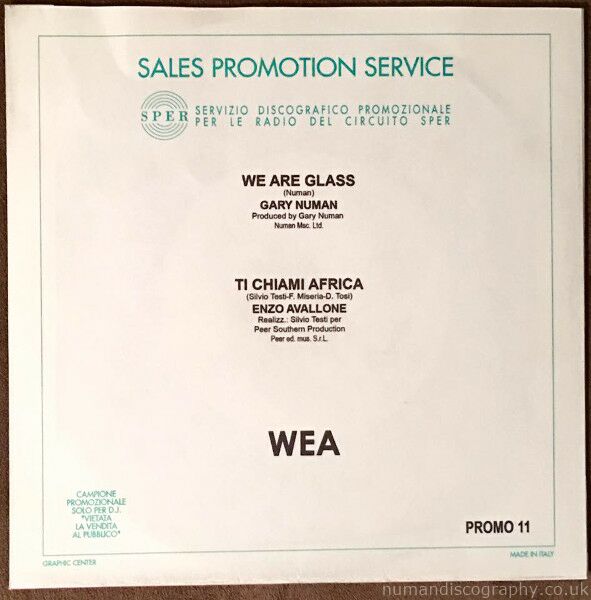 SALES PROMOTION SERVICE
SPER
SERVIZIO DISCOGRAFICO PROMOZIONALE
PER LE RADIO DEL CIRCUITO SPER
WE ARE GLASS
(Numan)
GARY NUMAN
Produced by Gary Numan
Numan Msc. Ltd.
TI CHIAMI AFRICA
(Silvio Testi-F. Miseria-D. Tosi)
ENZO AVALLONE
Realizz.: Silvio Testi per
Peer Southern Production
Peer ed. mus. S.r.L.
WEA
CAMPIONE
PROMOZIONALE
SOLO PER D.J.
"VIETATA
LA VENDITA
AL PUBBLICO"
PROMO 11
GRAPHIC CENTER
MADE IN ITALY
numandiscography.co.uk